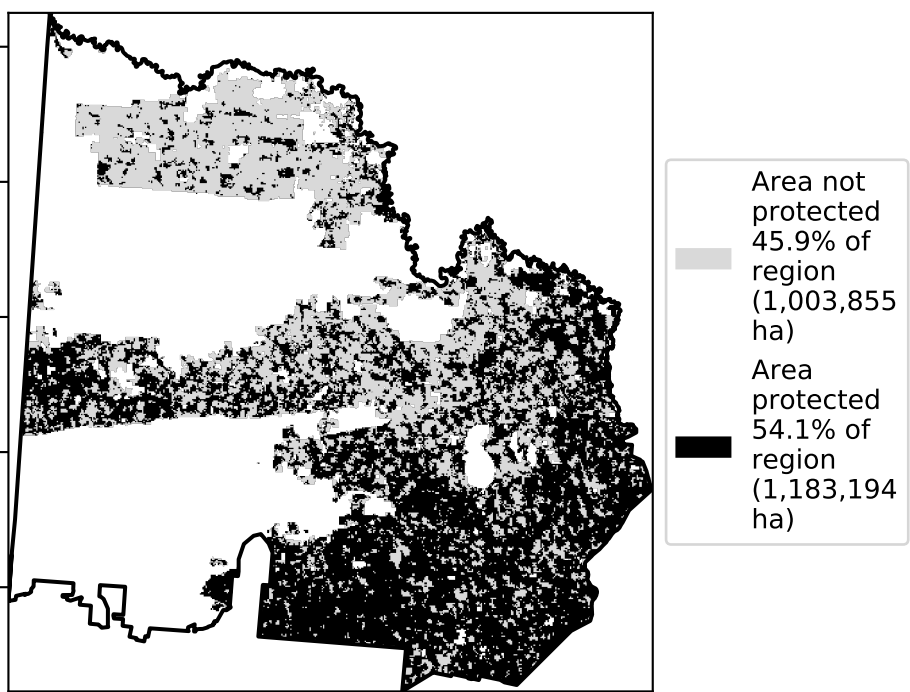 Area not
protected
45.9% of
region
(1,003,855
ha)
Area
protected
54.1% of
region
(1,183,194
ha)